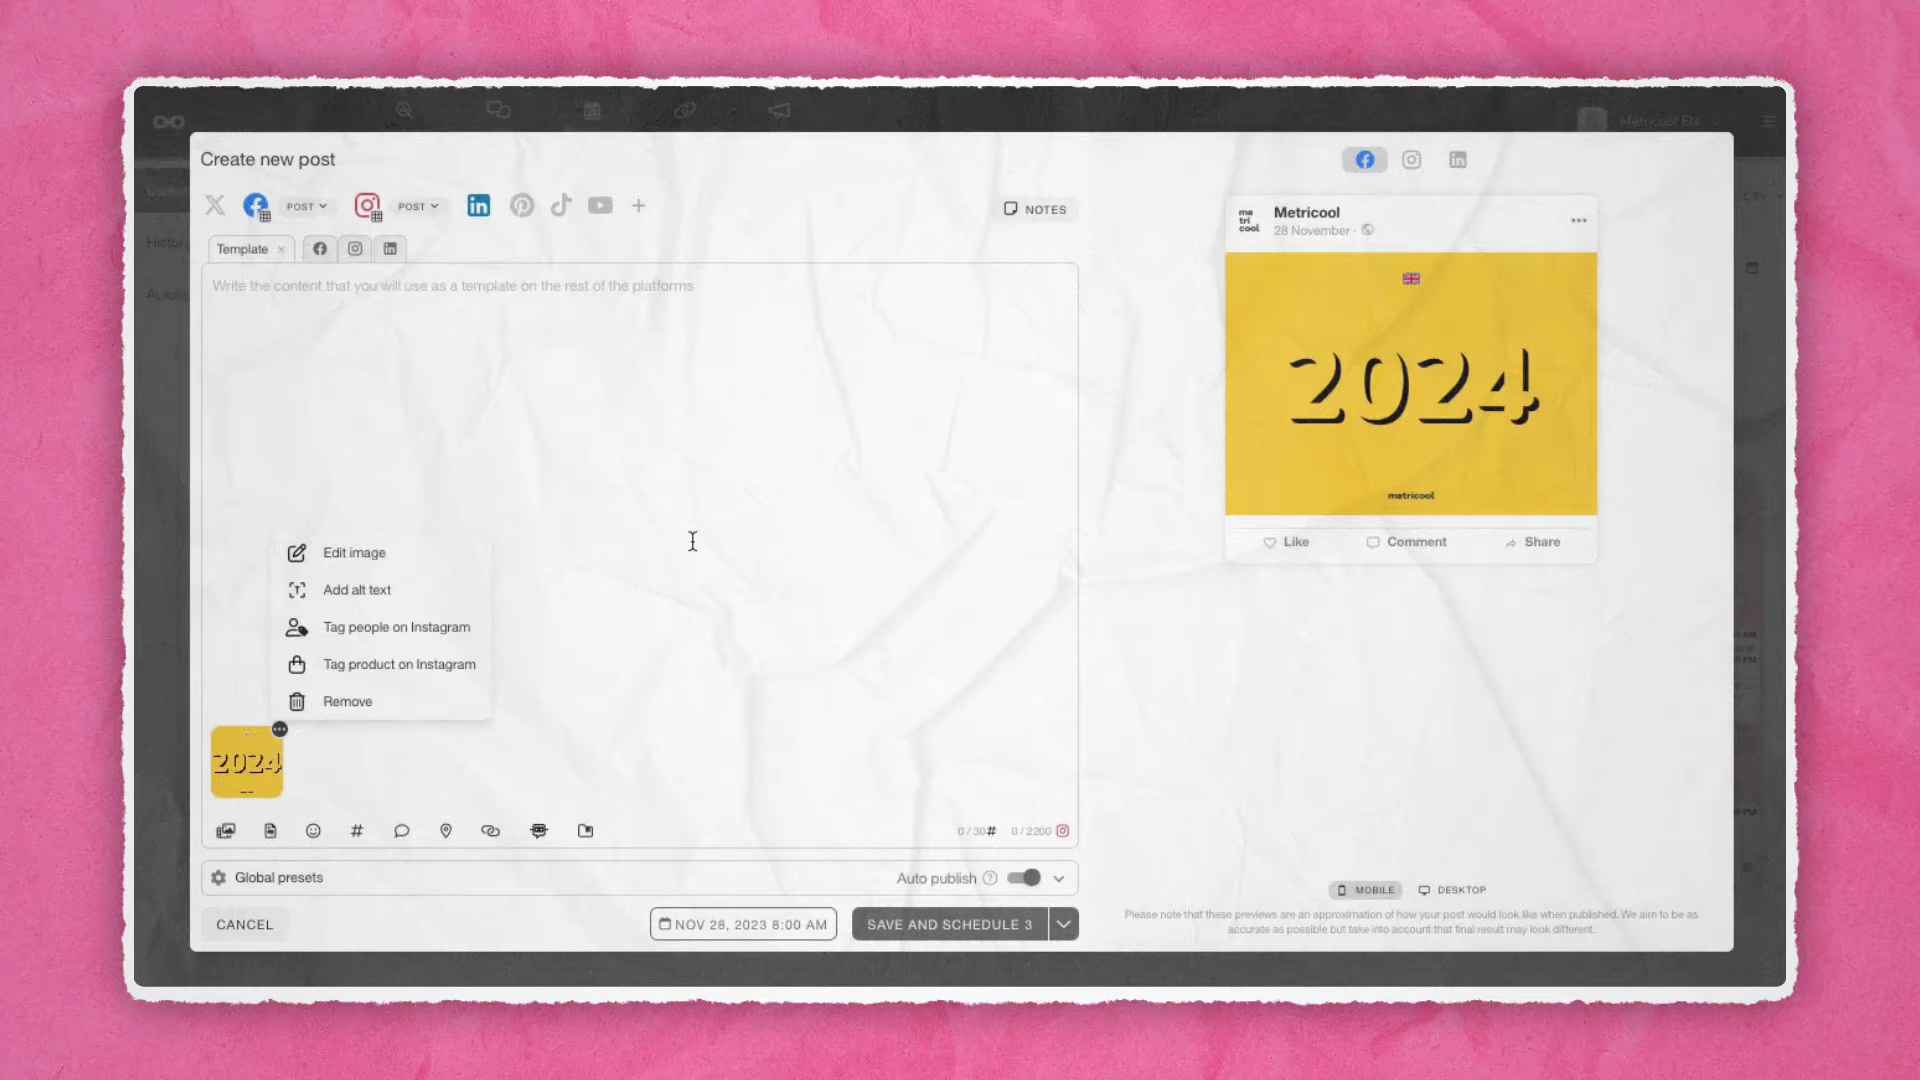 Create new post
POST
POST
NOTES
Template
Write the content that you will use as a template on the rest of the platforms
Edit image
Add alt text
Tag people on Instagram
Tag product on Instagram
Remove
2024
0/30#
0/2200
Global presets
Auto publish
CANCEL
NOV 28, 2023 8:00 AM
SAVE AND SCHEDULE 3
me
tri
cool
Metricool
28 November ·
2024
metricool
Like
Comment
Share
MOBILE
DESKTOP
Please note that these previews are an approximation of how your post would look like when published. We aim to be as
accurate as possible but take into account that final result may look different.